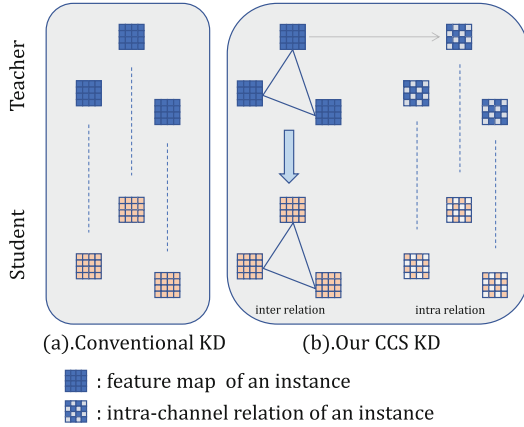 Teacher
Student
inter relation
intra relation
(a).Conventional KD
(b).Our CCS KD
: feature map of an instance
: intra-channel relation of an instance